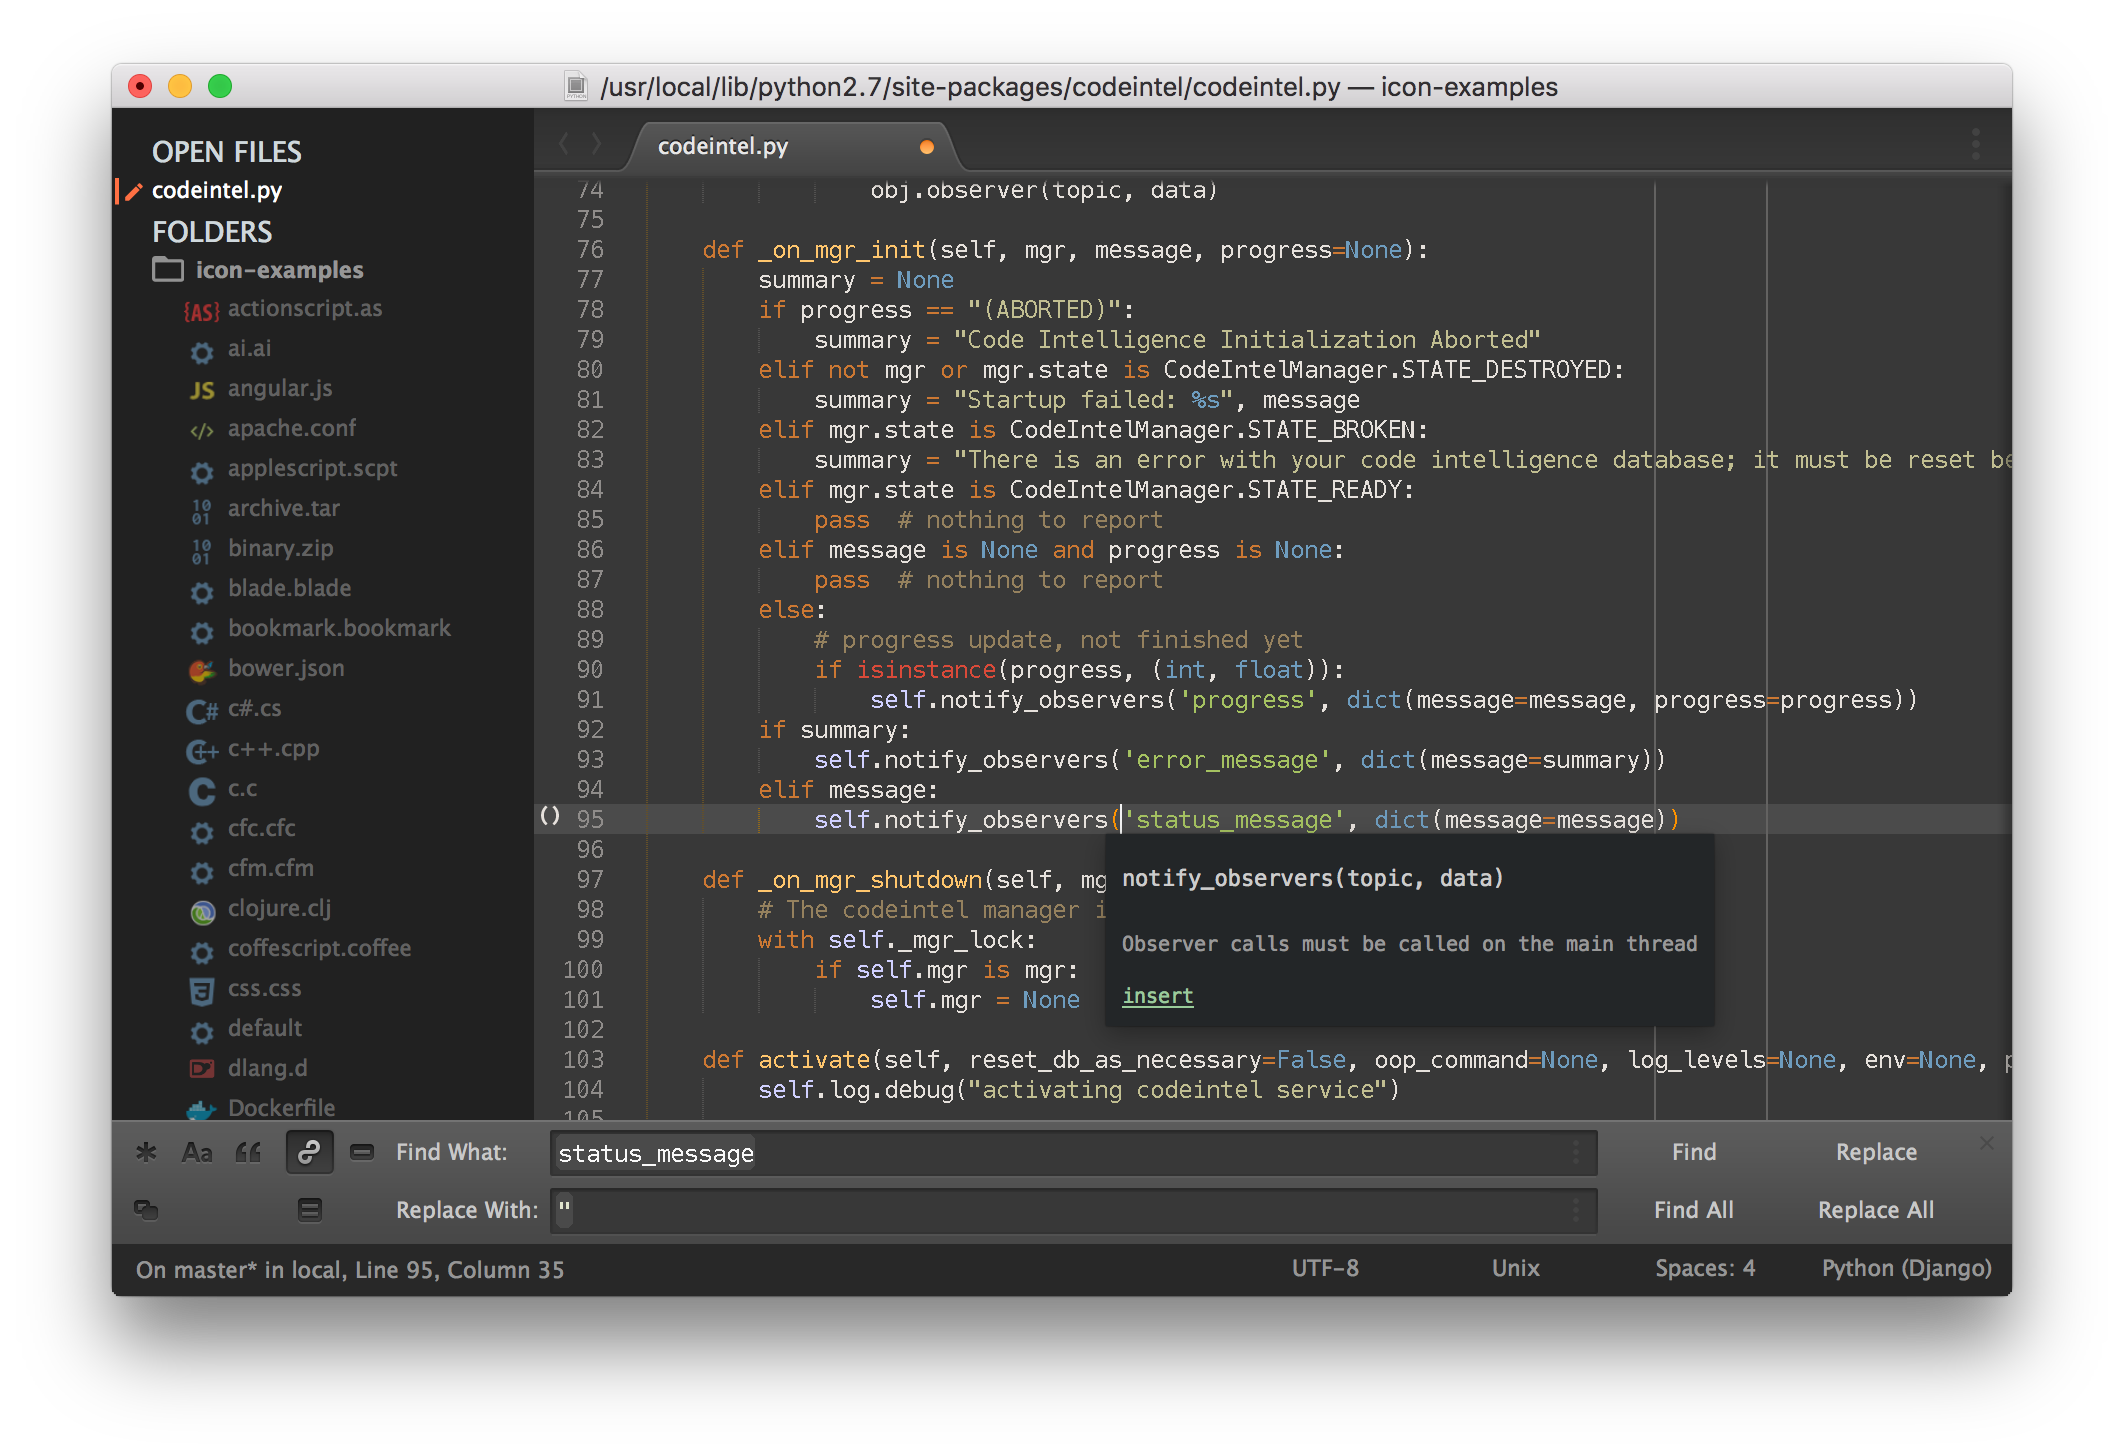 /usr/local/lib/python2.7/site-packages/codeintel/codeintel.py — icon-examples
OPEN FILES
codeintel.py
FOLDERS
icon-examples
{AS} actionscript.as
ai.ai
JS angular.js
</> apache.conf
applescript.scpt
1001 archive.tar
1001 binary.zip
blade.blade
bookmark.bookmark
bower.json
C# c#.cs
C++ c++.cpp
C c.c
cfc.cfc
cfm.cfm
clojure.clj
coffescript.coffee
3 css.css
default
D dlang.d
Dockerfile
codeintel.py
74 obj.observer(topic, data)
75
76 def _on_mgr_init(self, mgr, message, progress=None):
77 summary = None
78 if progress == "(ABORTED)":
79 summary = "Code Intelligence Initialization Aborted"
80 elif not mgr or mgr.state is CodeIntelManager.STATE_DESTROYED:
81 summary = "Startup failed: %s", message
82 elif mgr.state is CodeIntelManager.STATE_BROKEN:
83 summary = "There is an error with your code intelligence database; it must be reset be
84 elif mgr.state is CodeIntelManager.STATE_READY:
85 pass  # nothing to report
86 elif message is None and progress is None:
87 pass  # nothing to report
88 else:
89 # progress update, not finished yet
90 if isinstance(progress, (int, float)):
91 self.notify_observers('progress', dict(message=message, progress=progress))
92 if summary:
93 self.notify_observers('error_message', dict(message=summary))
94 elif message:
() 95 self.notify_observers('status_message', dict(message=message))
96
97 def _on_mgr_shutdown(self, mg
98 # The codeintel manager i
99 with self._mgr_lock:
100 if self.mgr is mgr:
101 self.mgr = None
102
103 def activate(self, reset_db_as_necessary=False, oop_command=None, log_levels=None, env=None, p
104 self.log.debug("activating codeintel service")
105
notify_observers(topic, data)
Observer calls must be called on the main thread
insert
* Aa “ Find What: status_message Find Replace ×
Replace With: " Find All Replace All
On master* in local, Line 95, Column 35 UTF-8 Unix Spaces: 4 Python (Django)